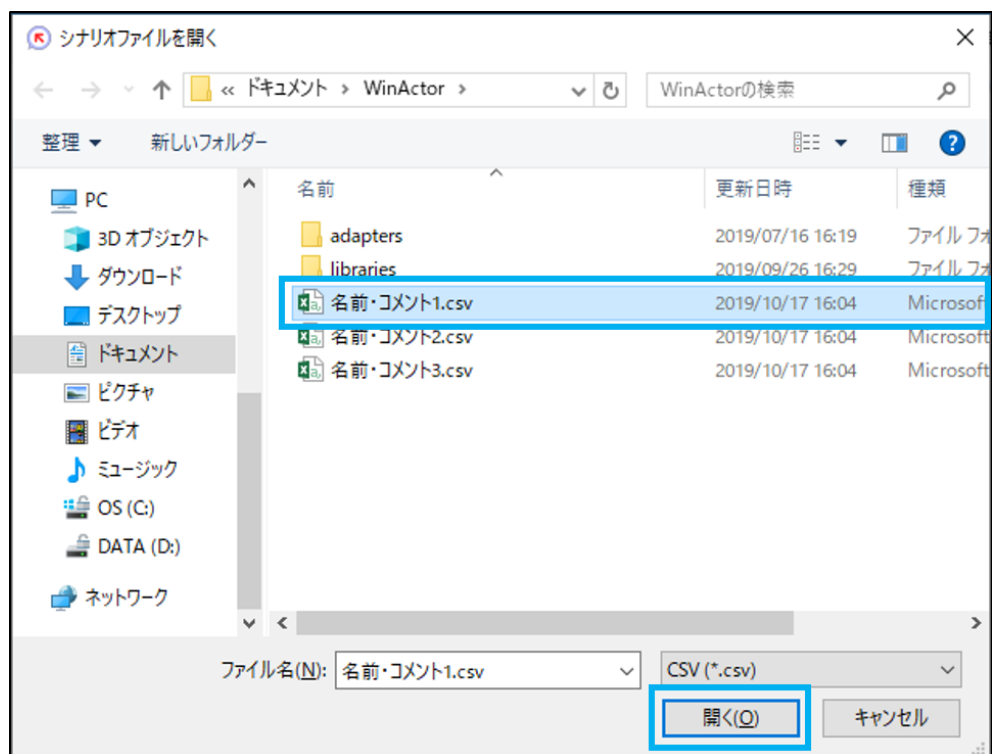 シナリオファイルを開く
« ドキュメント › WinActor ›
WinActorの検索
整理
新しいフォルダー
名前
更新日時
種類
PC
3D オブジェクト
ダウンロード
デスクトップ
ドキュメント
ピクチャ
ビデオ
ミュージック
OS (C:)
DATA (D:)
ネットワーク
adapters 2019/07/16 16:19 ファイル フォ
libraries 2019/09/26 16:29 ファイル フォ
名前・コメント1.csv 2019/10/17 16:04 Microsoft
名前・コメント2.csv 2019/10/17 16:04 Microsoft
名前・コメント3.csv 2019/10/17 16:04 Microsoft
ファイル名(N): 名前・コメント1.csv
CSV (*.csv)
開く(O)
キャンセル